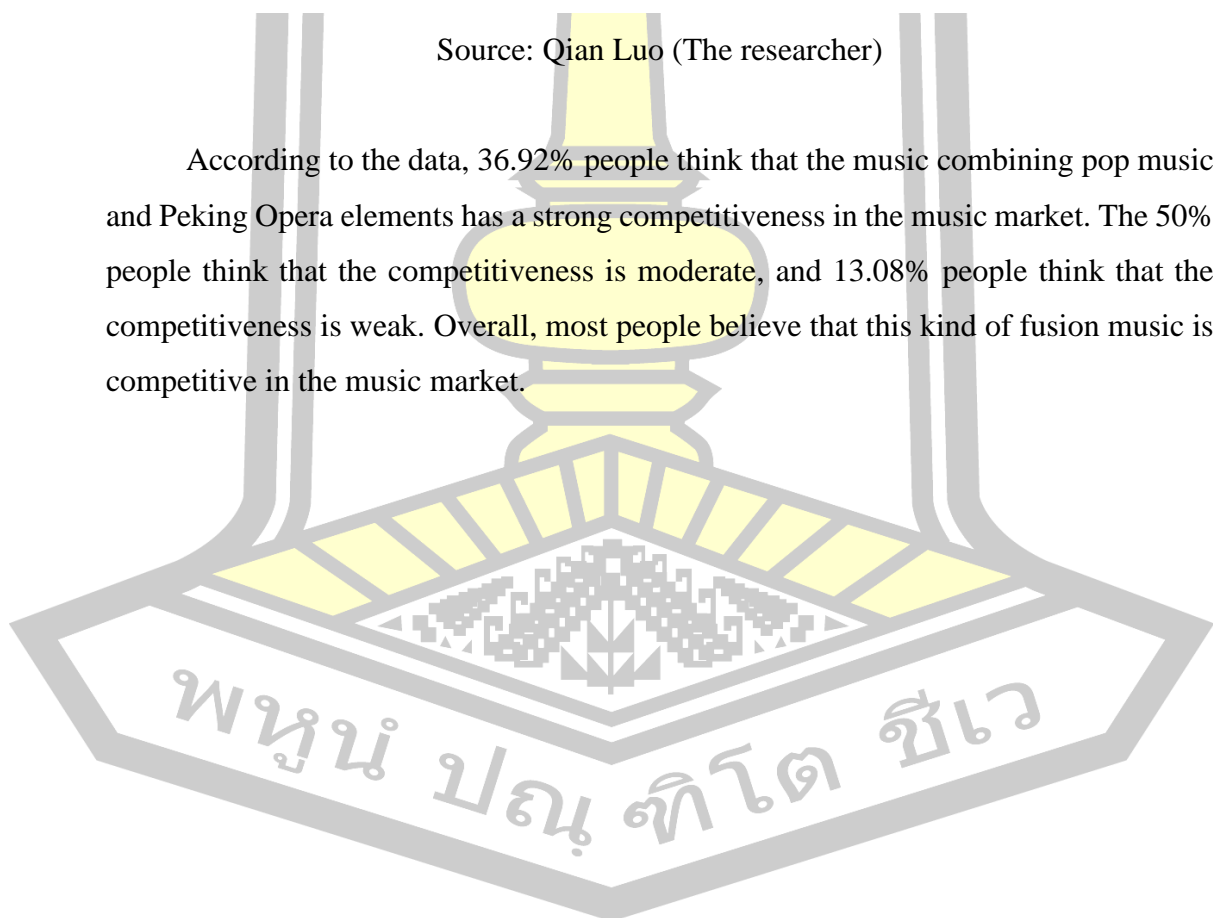 Source: Qian Luo (The researcher)
According to the data, 36.92% people think that the music combining pop music
and Peking Opera elements has a strong competitiveness in the music market. The 50%
people think that the competitiveness is moderate, and 13.08% people think that the
competitiveness is weak. Overall, most people believe that this kind of fusion music is
competitive in the music market.
พหูนํ ปณฺฑิโต ชีเว